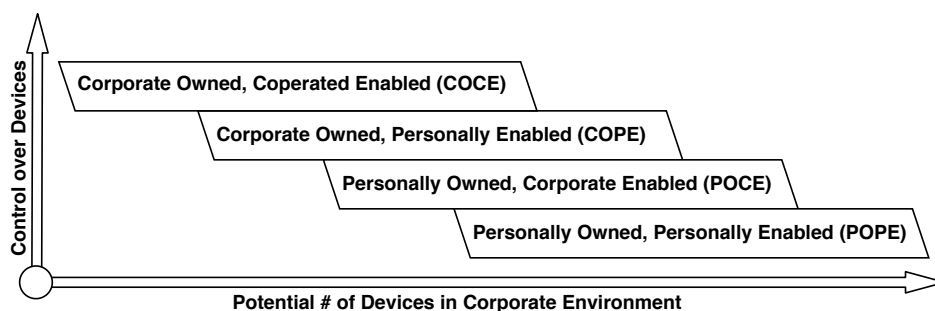 Control over Devices
Corporate Owned, Coperated Enabled (COCE)
Corporate Owned, Personally Enabled (COPE)
Personally Owned, Corporate Enabled (POCE)
Personally Owned, Personally Enabled (POPE)
Potential # of Devices in Corporate Environment